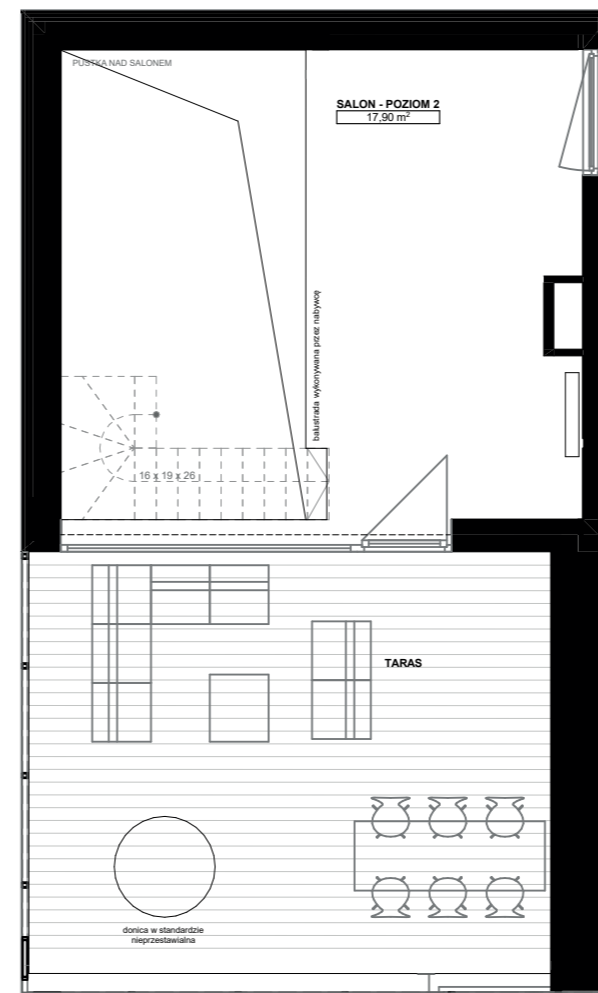 PUSTKA NAD SALONEM
SALON - POZIOM 2
17,90 m²
balustrada wykonywana przez nabywcę
16 x 19 x 26
TARAS
donica w standardzie
nieprzestawialna